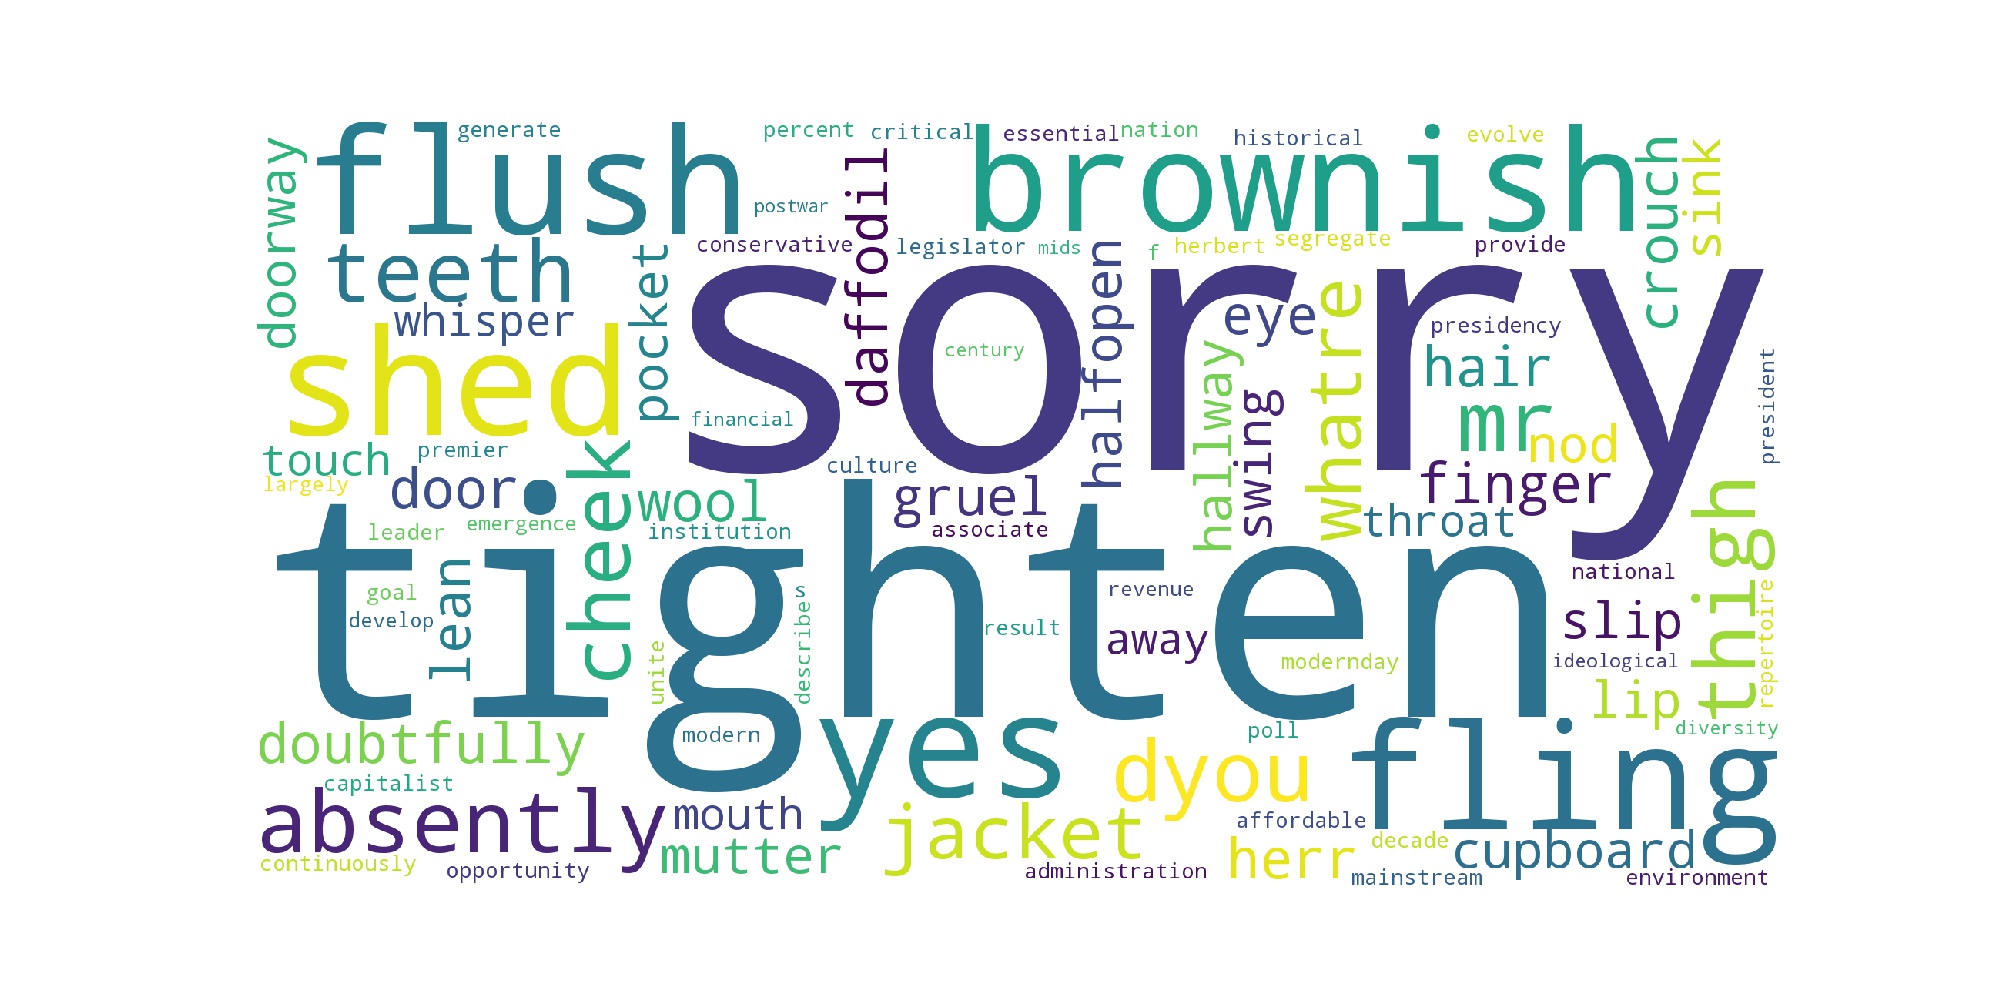 generate
percent
critical
essential
nation
historical
evolve
flush
brownish
doorway
daffodil
crouch
sink
postwar
teeth
conservative
legislator
mids
f
herbert
segregate
provide
pocket
whisper
sorry
halfopen
eye
whatre
presidency
shed
century
hallway
hair
president
financial
swing
mr
nod
touch
premier
cheek
culture
largely
door
wool
gruel
finger
throat
leader
emergence
institution
associate
thigh
tighten
lean
goal
develop
s
describe
revenue
national
repertoire
result
away
slip
unite
modernday
ideological
lip
doubtfully
modern
yes
poll
diversity
capitalist
dyou
fling
absently
mouth
jacket
affordable
continuously
opportunity
mutter
administration
herr
decade
cupboard
mainstream
environment